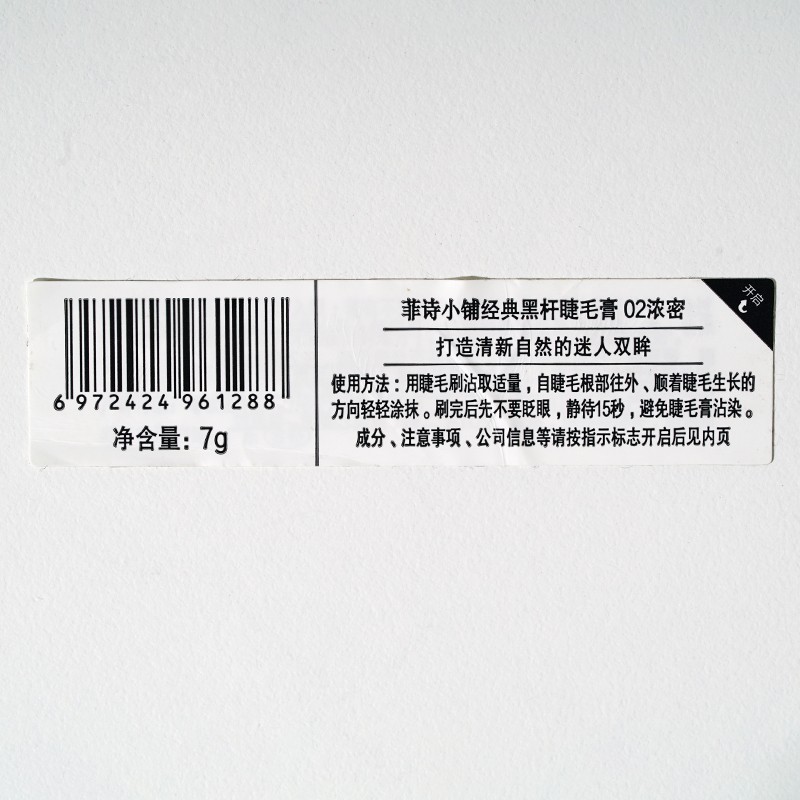 6 972424 961288
净含量: 7g
菲诗小铺经典黑杆睫毛膏 02浓密
打造清新自然的迷人双眸
使用方法：用睫毛刷沾取适量，自睫毛根部往外、顺着睫毛生长的
方向轻轻涂抹。刷完后先不要眨眼，静待15秒，避免睫毛膏沾染。
成分、注意事项、公司信息等请按指示标志开启后见内页
开启